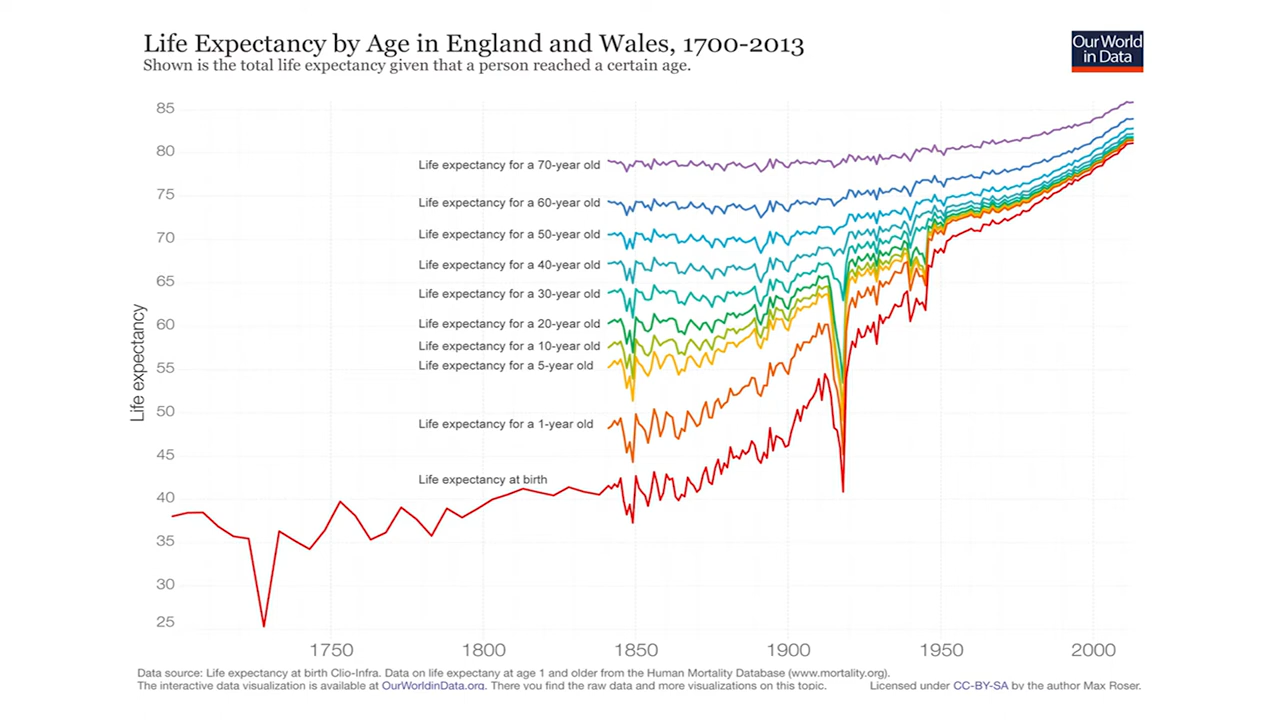 Life Expectancy by Age in England and Wales, 1700-2013
Shown is the total life expectancy given that a person reached a certain age.
Our World
in Data
85
80
75
70
65
60
55
50
45
40
35
30
25
Life expectancy
Life expectancy for a 70-year old
Life expectancy for a 60-year old
Life expectancy for a 50-year old
Life expectancy for a 40-year old
Life expectancy for a 30-year old
Life expectancy for a 20-year old
Life expectancy for a 10-year old
Life expectancy for a 5-year old
Life expectancy for a 1-year old
Life expectancy at birth
1750 1800 1850 1900 1950 2000
Data source: Life expectancy at birth Clio-Infra. Data on life expectany at age 1 and older from the Human Mortality Database (www.mortality.org).
The interactive data visualization is available at OurWorldinData.org. There you find the raw data and more visualizations on this topic.
Licensed under CC-BY-SA by the author Max Roser.